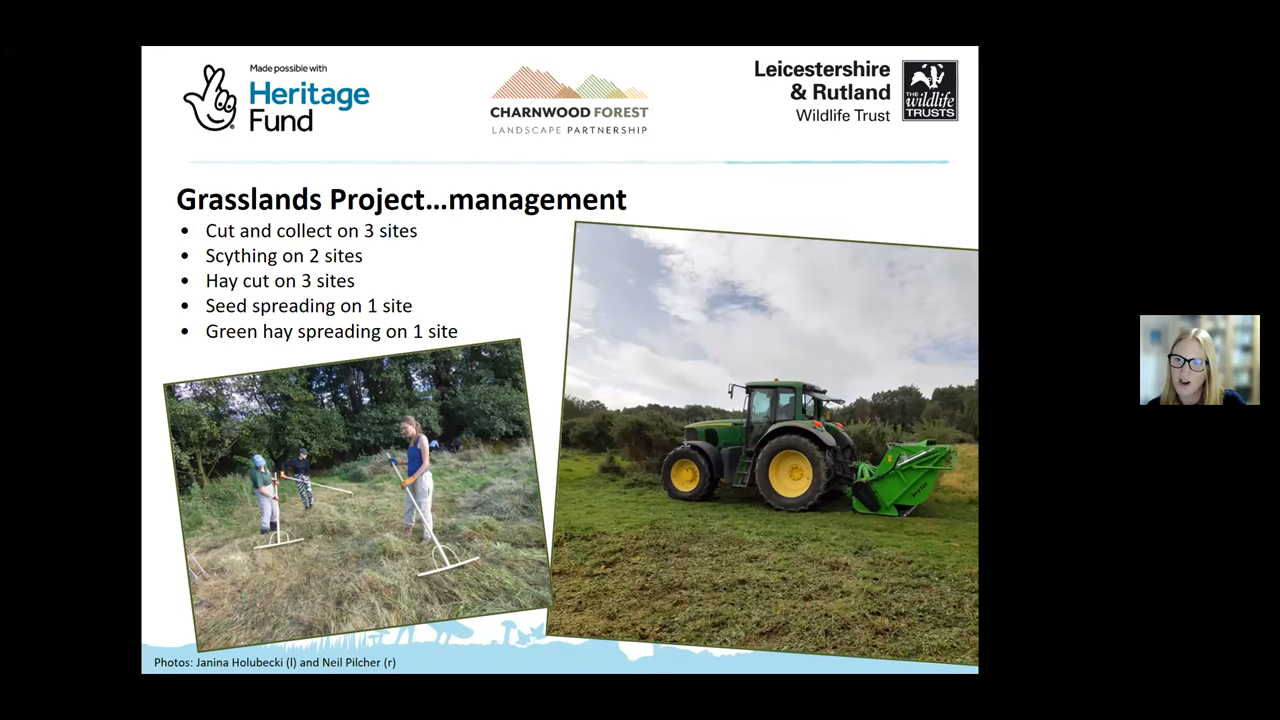 Made possible with
Heritage
Fund
CHARNWOOD FOREST
LANDSCAPE PARTNERSHIP
Leicestershire
& Rutland
Wildlife Trust
THE
wildlife
TRUSTS
Grasslands Project...management
• Cut and collect on 3 sites
• Scything on 2 sites
• Hay cut on 3 sites
• Seed spreading on 1 site
• Green hay spreading on 1 site
Photos: Janina Holubecki (l) and Neil Pilcher (r)